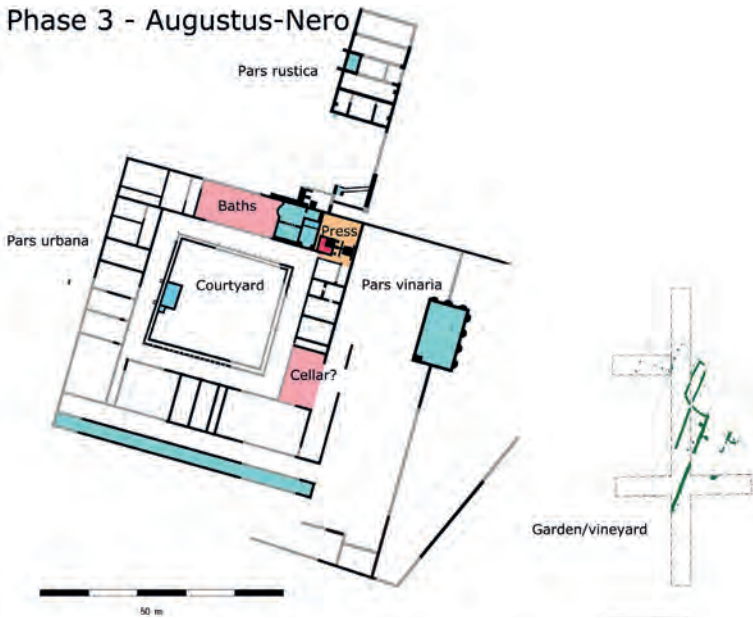 Phase 3 - Augustus-Nero
Pars rustica
Baths
Press
Pars urbana
Courtyard
Pars vinaria
Cellar?
Garden/vineyard
50 m